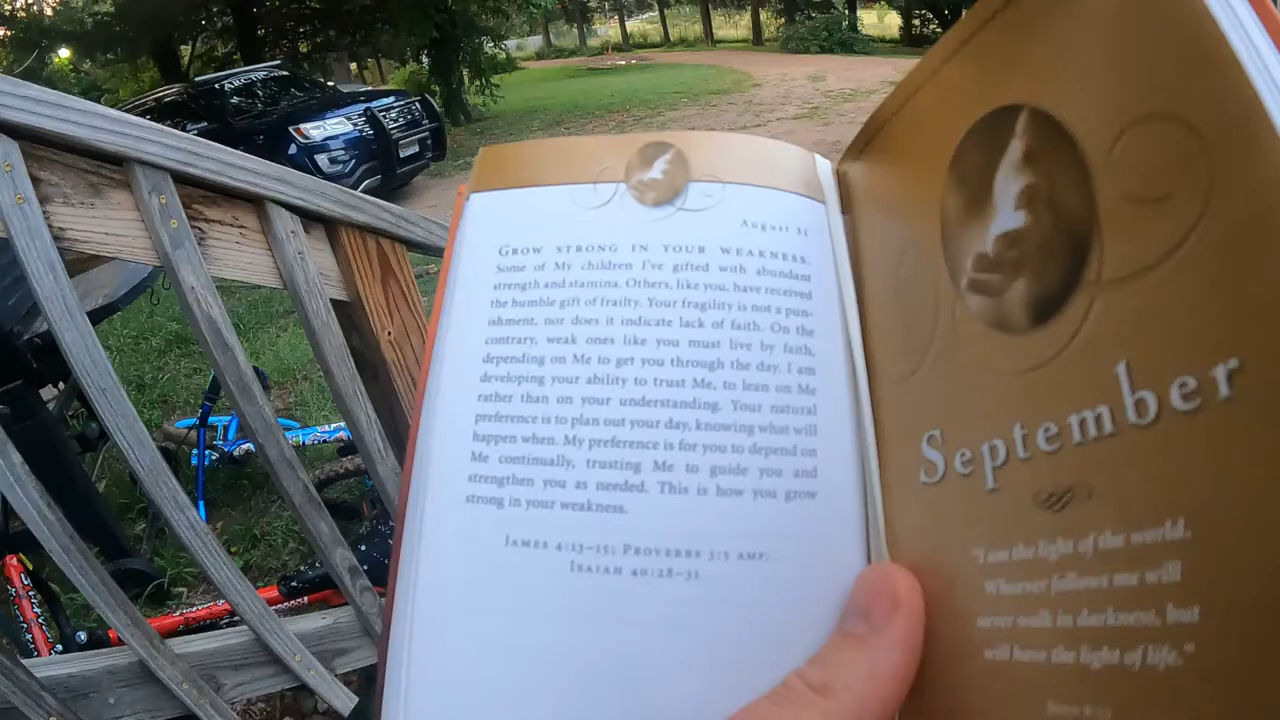 ARCTIC
August 31
GROW STRONG IN YOUR WEAKNESS.
Some of My children I've gifted with abundant
strength and stamina. Others, like you, have received
the humble gift of frailty. Your fragility is not a pun-
ishment, nor does it indicate lack of faith. On the
contrary, weak ones like you must live by faith,
depending on Me to get you through the day. I am
developing your ability to trust Me, to lean on Me
rather than on your understanding. Your natural
preference is to plan out your day, knowing what will
happen when. My preference is for you to depend on
Me continually, trusting Me to guide you and
strengthen you as needed. This is how you grow
strong in your weakness.
JAMES 4:13–15; PROVERBS 3:5 AMP;
ISAIAH 40:28–31
September
"I am the light of the world.
Whoever follows me will
never walk in darkness, but
will have the light of life."